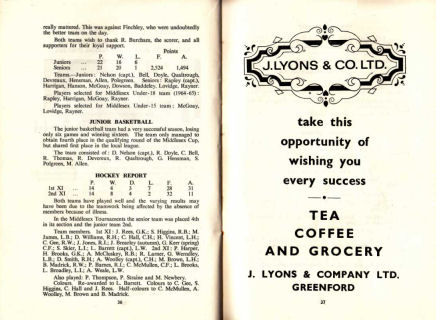 really mattered. This was against Finchley, who were undoubtedly
the better team on the day.
Both teams wish to thank R. Burcham, the scorer, and all
supporters for their loyal support.
Points
P. W. L. F. A.
Juniors ... 22 16 6
Seniors ... 21 20 1 2,524 1,494
Teams—Juniors: Nelson (capt.), Bell, Doyle, Qualtrough,
Devereux, Hensman, Allen, Polsgreen. Seniors: Rapley (capt.),
Harrigan, Hanson, McGoay, Dowson, Baddeley, Lovidge, Rayner.
Players selected for Middlesex Under-18 team (1964-65):
Rapley, Harrigan, McGoay, Rayner.
Players selected for Middlesex Under-15 team: McGoay,
Lovidge, Rayner.
JUNIOR BASKETBALL
The junior basketball team had a very successful season, losing
only six games and winning sixteen. The team only managed to
obtain fourth place in the qualifying round of the Middlesex Cup,
but shared first place in the local league.
The team consisted of: D. Nelson (capt.), R. Doyle, C. Bell,
R. Thomas, R. Devereux, R. Qualtrough, G. Hensman, S.
Polgreen, M. Allen.
HOCKEY REPORT
P. W. D. L. F. A.
1st XI ... 14 4 3 7 28 31
2nd XI ... 14 8 4 2 32 11
Both teams have played well and the varying results may
have been due to the teamwork being affected by the absence of
members because of illness.
In the Middlesex Tournaments the senior team was placed 4th
in its section and the junior team 2nd.
Team members. 1st XI: J. Rees, G.K.; S. Higgins, R.B.; M.
James, L.B.; D. Williams, R.H.; C. Hall, C.H.; H. Vincent, L.H.;
C. Gee, R.W.; J. Jones, R.I.; J. Brearley (autumn), G. Kerr (spring)
C.F.; S. Skler, L.I.; L. Barrett (capt.), L.W. 2nd XI: P. Harper,
H. Brooks, G.K.; A. McClosky, R.B.; R. Larner, G. Wermdley,
L.B.; D. Smith, R.H.; A. Woolley (capt.), C.H.; M. Brown, L.H.;
B. Madrick, R.W.; P. Barnes, R.I.; C. McMullen, C.F.; L. Brooks,
L. Broadley, L.I.; A. Weale, L.W.
Also played: P. Thompson, P. Straine and M. Newbery.
Colours. Re-awarded to L. Barrett. Colours to C. Gee, S.
Higgins, C. Hall and J. Rees. Half-colours to C. McMullen, A.
Woolley, M. Brown and B. Madrick.
36
J. LYONS & CO. LTD.
take this
opportunity of
wishing you
every success
TEA
COFFEE
AND GROCERY
J. LYONS & COMPANY LTD.
GREENFORD
37